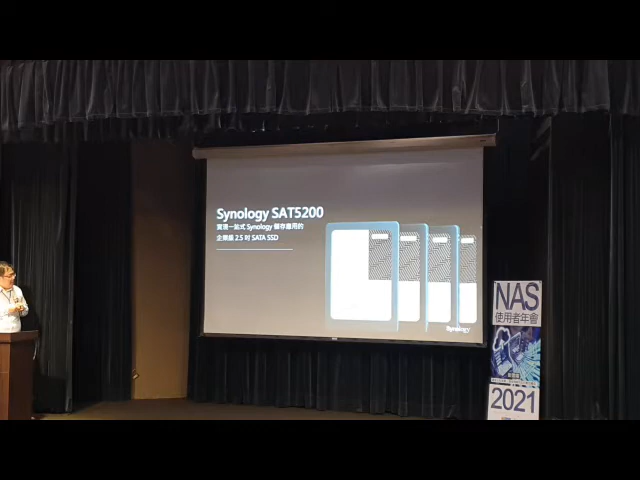 Synology SAT5200
實現一站式 Synology 儲存應用的
企業級 2.5 吋 SATA SSD
Synology
NAS
使用者年會
2021